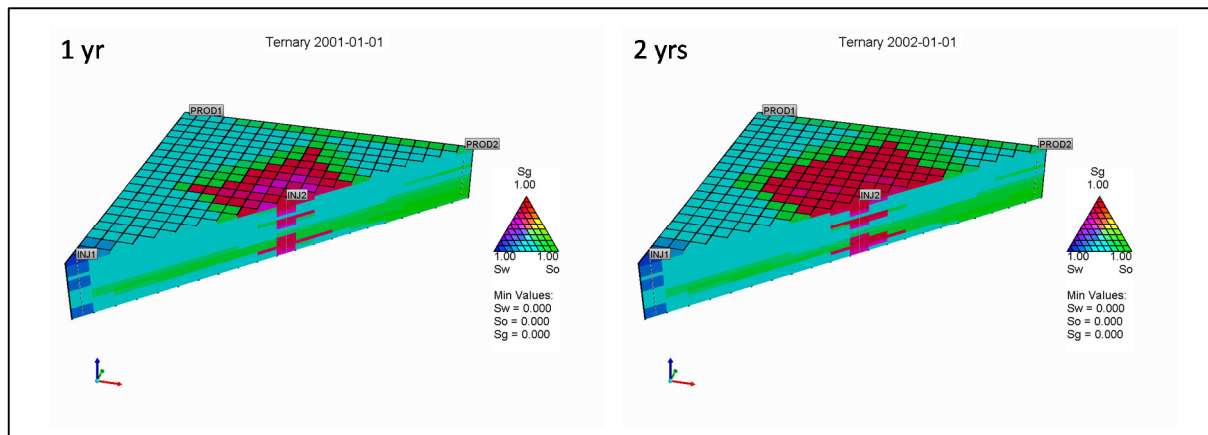 1 yr
Ternary 2001-01-01
PROD1
PROD2
INJ2
INJ1
Sg
1.00
1.00 1.00
Sw So
Min Values:
Sw = 0.000
So = 0.000
Sg = 0.000
2 yrs
Ternary 2002-01-01
PROD1
PROD2
INJ2
INJ1
Sg
1.00
1.00 1.00
Sw So
Min Values:
Sw = 0.000
So = 0.000
Sg = 0.000